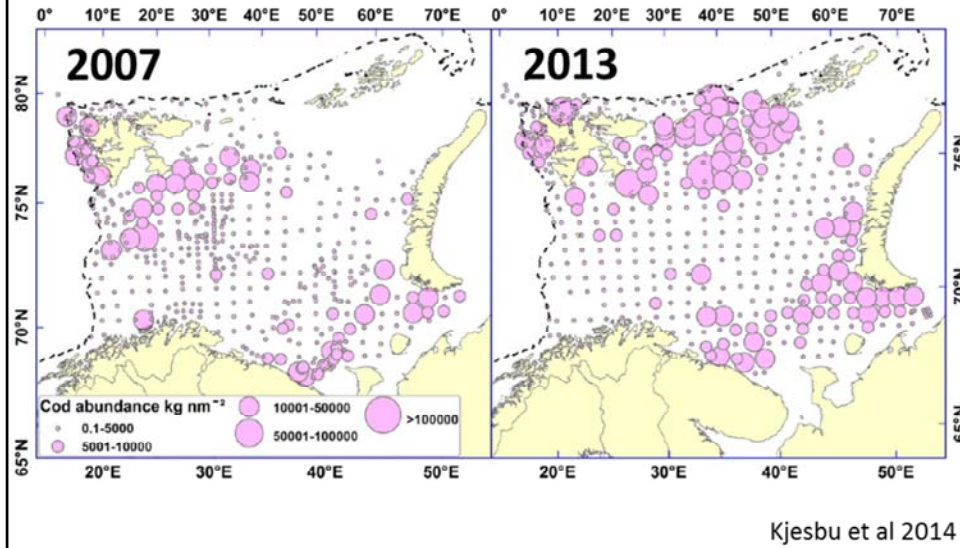 0° 10°E 20°E 30°E 40°E 50°E 60°E 70°E 0° 10°E 20°E 30°E 40°E 50°E 60°E 70°E
2007 2013
80°N
75°N
75°N
70°N
70°N
65°N
65°N
Cod abundance kg nm⁻²
0.1-5000
5001-10000
10001-50000
50001-100000
>100000
20°E 30°E 40°E 50°E 20°E 30°E 40°E 50°E
Kjesbu et al 2014